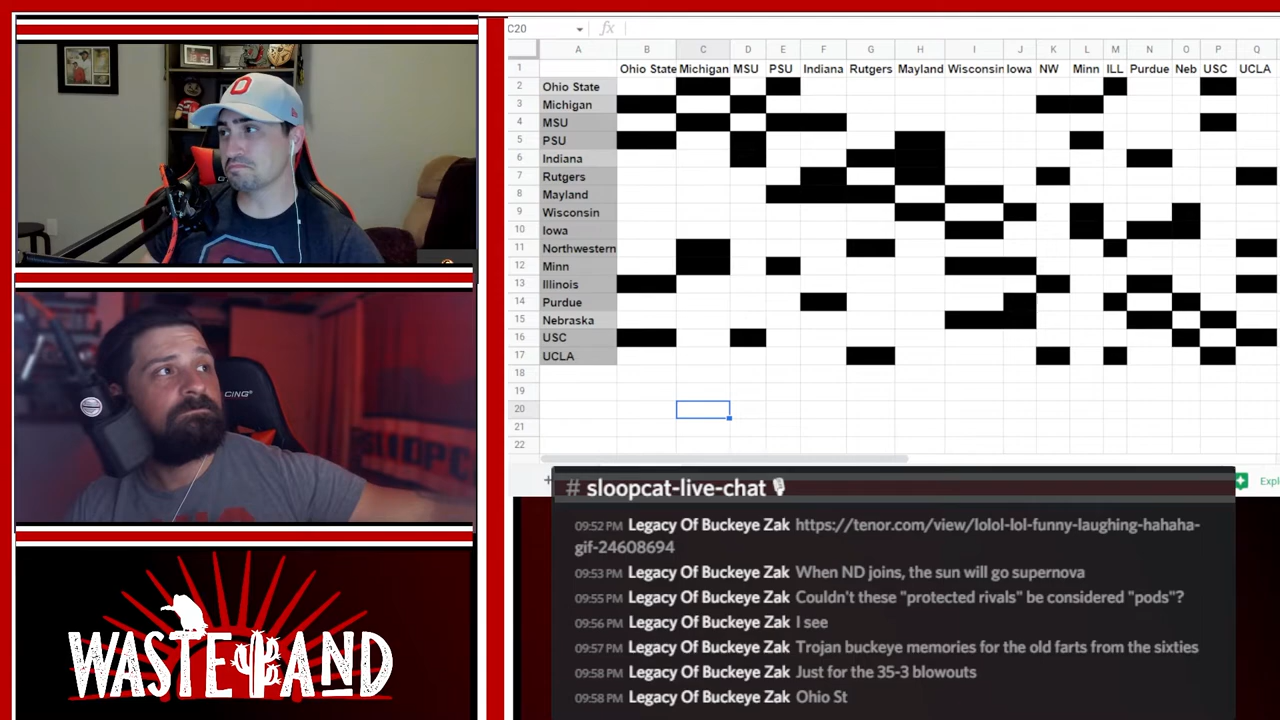 C20 fx
A B C D E F G H I J K L M N O P Q
1 Ohio State Michigan MSU PSU Indiana Rutgers Mayland Wisconsin Iowa NW Minn ILL Purdue Neb USC UCLA
2 Ohio State
3 Michigan
4 MSU
5 PSU
6 Indiana
7 Rutgers
8 Mayland
9 Wisconsin
10 Iowa
11 Northwestern
12 Minn
13 Illinois
14 Purdue
15 Nebraska
16 USC
17 UCLA
18
19
20
21
22
+
Expl
CING
# sloopcat-live-chat
09:52 PM Legacy Of Buckeye Zak https://tenor.com/view/lolol-lol-funny-laughing-hahaha-
gif-24608694
09:53 PM Legacy Of Buckeye Zak When ND joins, the sun will go supernova
09:55 PM Legacy Of Buckeye Zak Couldn't these "protected rivals" be considered "pods"?
09:56 PM Legacy Of Buckeye Zak I see
09:57 PM Legacy Of Buckeye Zak Trojan buckeye memories for the old farts from the sixties
09:58 PM Legacy Of Buckeye Zak Just for the 35-3 blowouts
09:58 PM Legacy Of Buckeye Zak Ohio St
WASTELAND